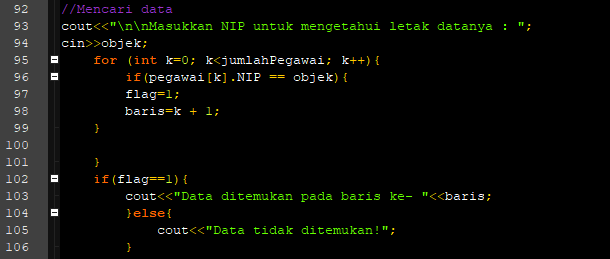 92 //Mencari data
93 cout<<"\n\nMasukkan NIP untuk mengetahui letak datanya : ";
94 cin>>objek;
95 for (int k=0; k<jumlahPegawai; k++){
96 if(pegawai[k].NIP == objek){
97 flag=1;
98 baris=k + 1;
99 }
100
101 }
102 if(flag==1){
103 cout<<"Data ditemukan pada baris ke- "<<baris;
104 }else{
105 cout<<"Data tidak ditemukan!";
106 }